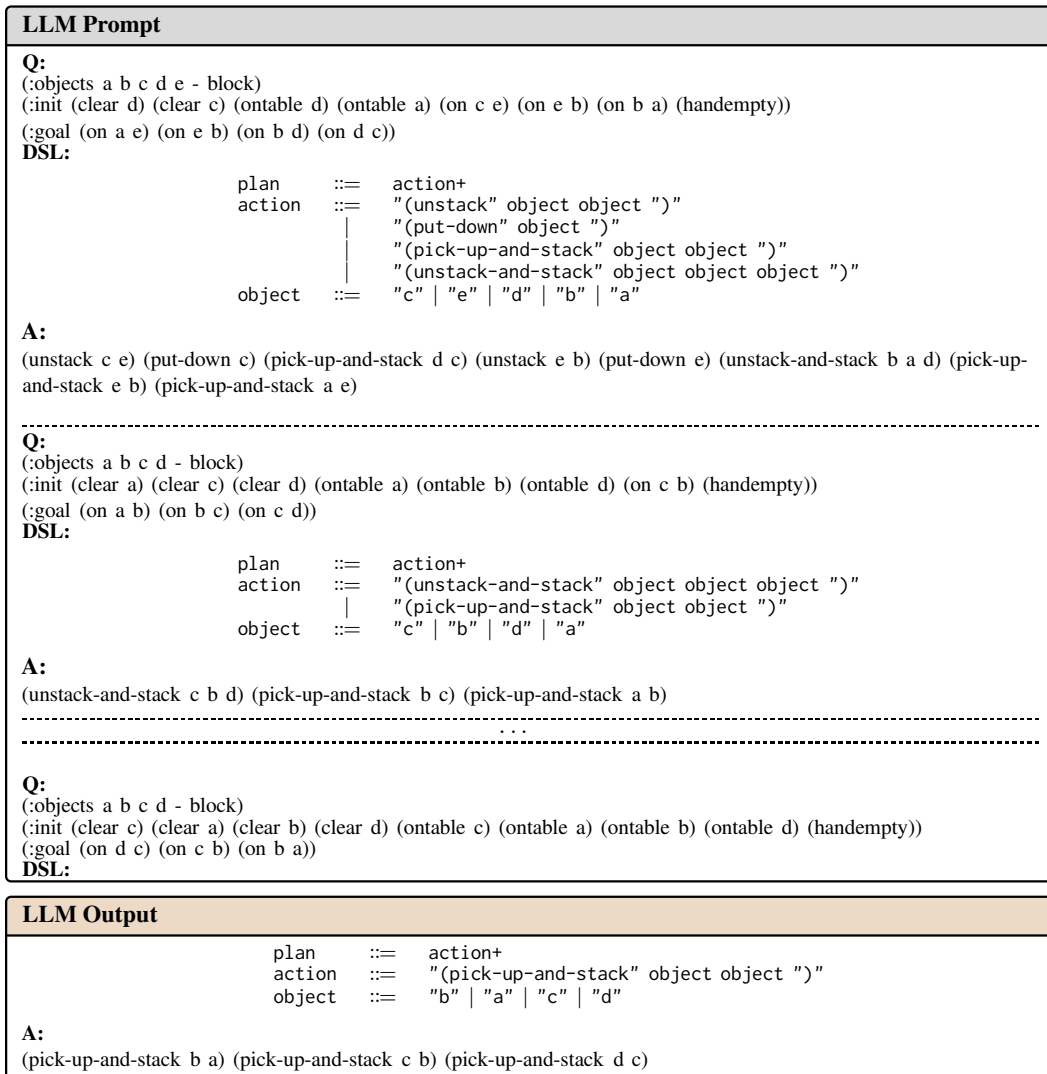 LLM Prompt
Q:
(:objects a b c d e - block)
(:init (clear d) (clear c) (ontable d) (ontable a) (on c e) (on e b) (on b a) (handempty))
(:goal (on a e) (on e b) (on b d) (on d c))
DSL:
plan ::= action+
action ::= "(unstack" object object ")"
| "(put-down" object ")"
| "(pick-up-and-stack" object object ")"
| "(unstack-and-stack" object object object ")"
object ::= "c" | "e" | "d" | "b" | "a"
A:
(unstack c e) (put-down c) (pick-up-and-stack d c) (unstack e b) (put-down e) (unstack-and-stack b a d) (pick-up-
and-stack e b) (pick-up-and-stack a e)
Q:
(:objects a b c d - block)
(:init (clear a) (clear c) (clear d) (ontable a) (ontable b) (ontable d) (on c b) (handempty))
(:goal (on a b) (on b c) (on c d))
DSL:
plan ::= action+
action ::= "(unstack-and-stack" object object object ")"
| "(pick-up-and-stack" object object ")"
object ::= "c" | "b" | "d" | "a"
A:
(unstack-and-stack c b d) (pick-up-and-stack b c) (pick-up-and-stack a b)
. . .
Q:
(:objects a b c d - block)
(:init (clear c) (clear a) (clear b) (clear d) (ontable c) (ontable a) (ontable b) (ontable d) (handempty))
(:goal (on d c) (on c b) (on b a))
DSL:
LLM Output
plan ::= action+
action ::= "(pick-up-and-stack" object object ")"
object ::= "b" | "a" | "c" | "d"
A:
(pick-up-and-stack b a) (pick-up-and-stack c b) (pick-up-and-stack d c)